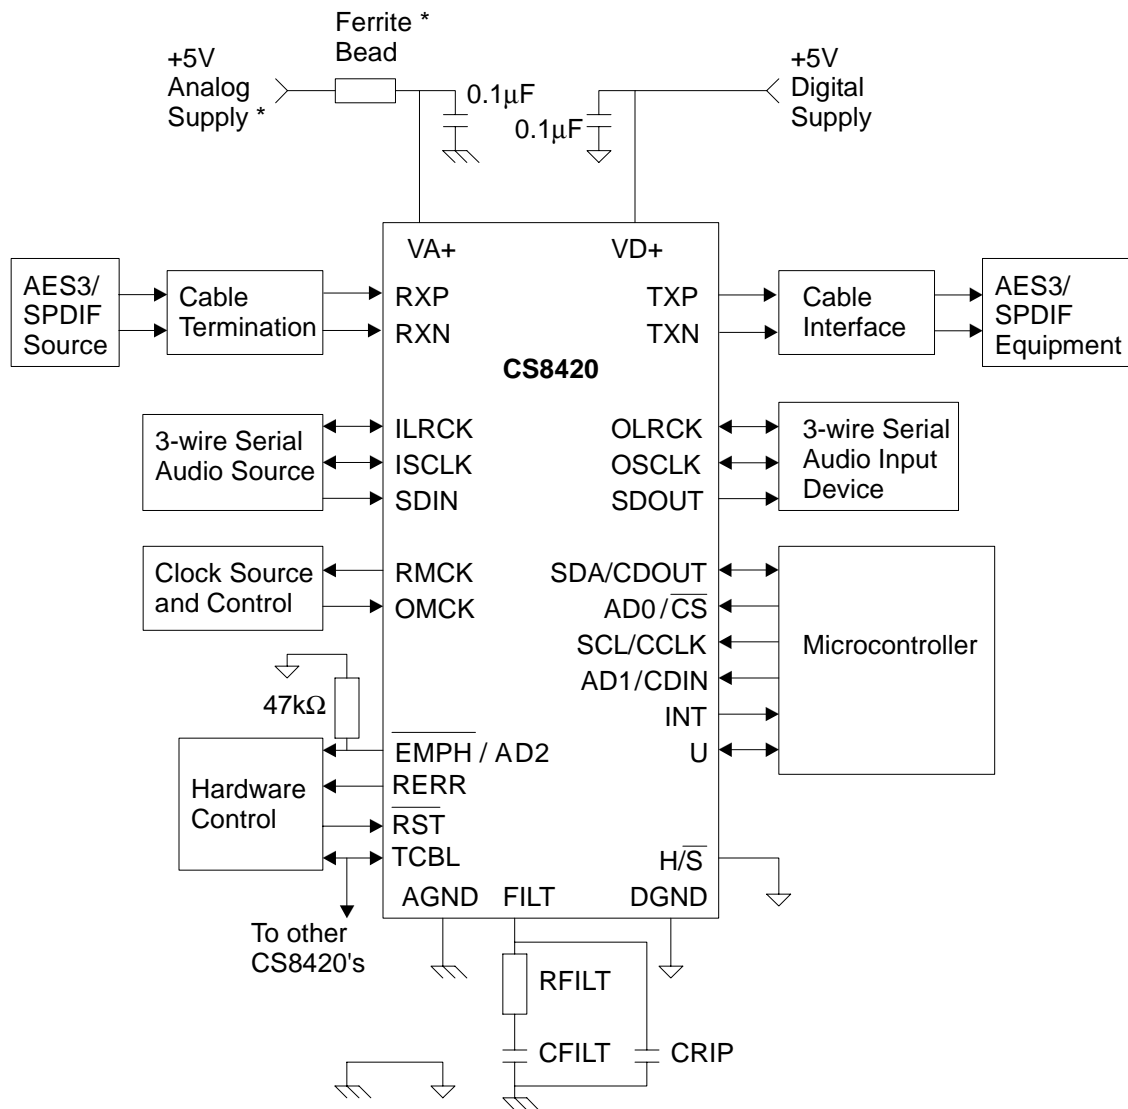 Ferrite *
Bead
+5V
Analog
Supply *
+5V
Digital
Supply
0.1µF
0.1µF
VA+
VD+
AES3/
SPDIF
Source
Cable
Termination
RXP
RXN
TXP
TXN
Cable
Interface
AES3/
SPDIF
Equipment
CS8420
3-wire Serial
Audio Source
ILRCK
ISCLK
SDIN
OLRCK
OSCLK
SDOUT
3-wire Serial
Audio Input
Device
Clock Source
and Control
RMCK
OMCK
SDA/CDOUT
AD0/C̅S̅
SCL/CCLK
AD1/CDIN
INT
U
Microcontroller
47kΩ
Hardware
Control
E̅M̅P̅H̅ / AD2
RERR
R̅S̅T̅
TCBL
H/S̅
AGND
FILT
DGND
To other
CS8420's
RFILT
CFILT
CRIP